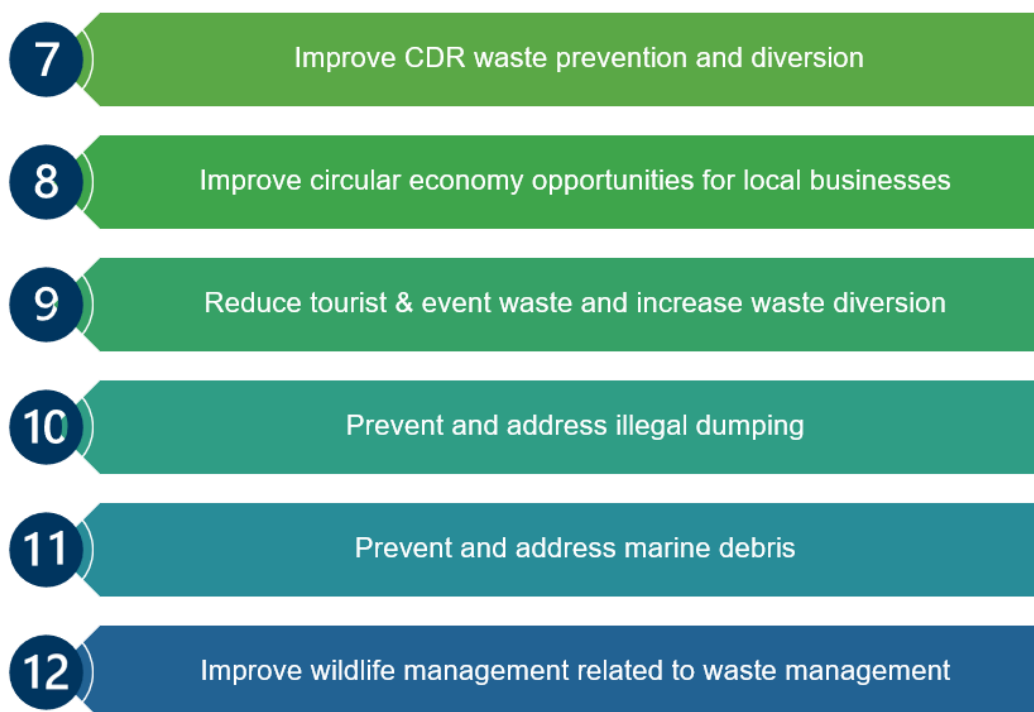 7 Improve CDR waste prevention and diversion
8 Improve circular economy opportunities for local businesses
9 Reduce tourist & event waste and increase waste diversion
10 Prevent and address illegal dumping
11 Prevent and address marine debris
12 Improve wildlife management related to waste management